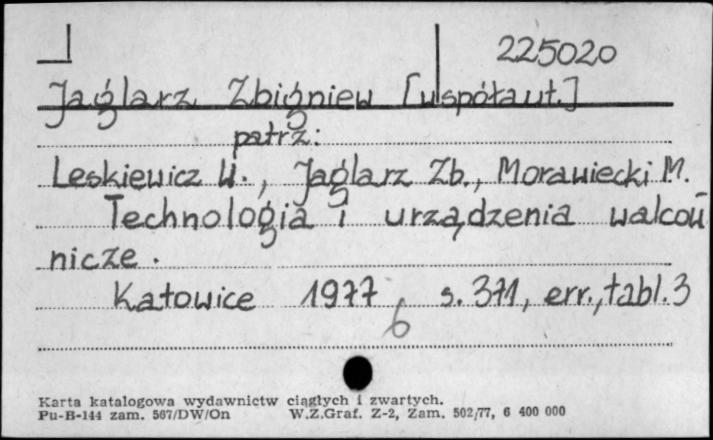 225020
Jaglarz Zbigniew [współaut.]
patrz:
Leskiewicz W., Jaglarz Zb., Morawiecki M.
Technologia i urządzenia walcow
nicze.
Katowice 1977, s. 371, err., tabl. 3
6
Karta katalogowa wydawnictw ciągłych i zwartych.
Pu-B-144 zam. 567/DW/On W.Z.Graf. Z-2, Zam. 502/77, 6 400 000